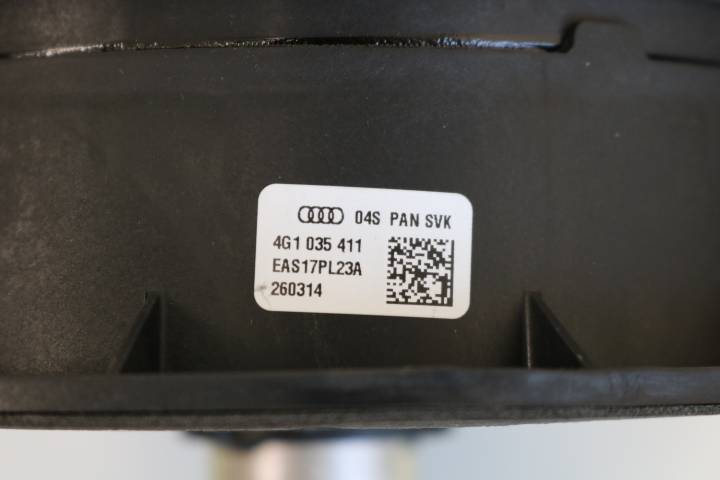 04S PAN SVK
4G1 035 411
EAS17PL23A
260314